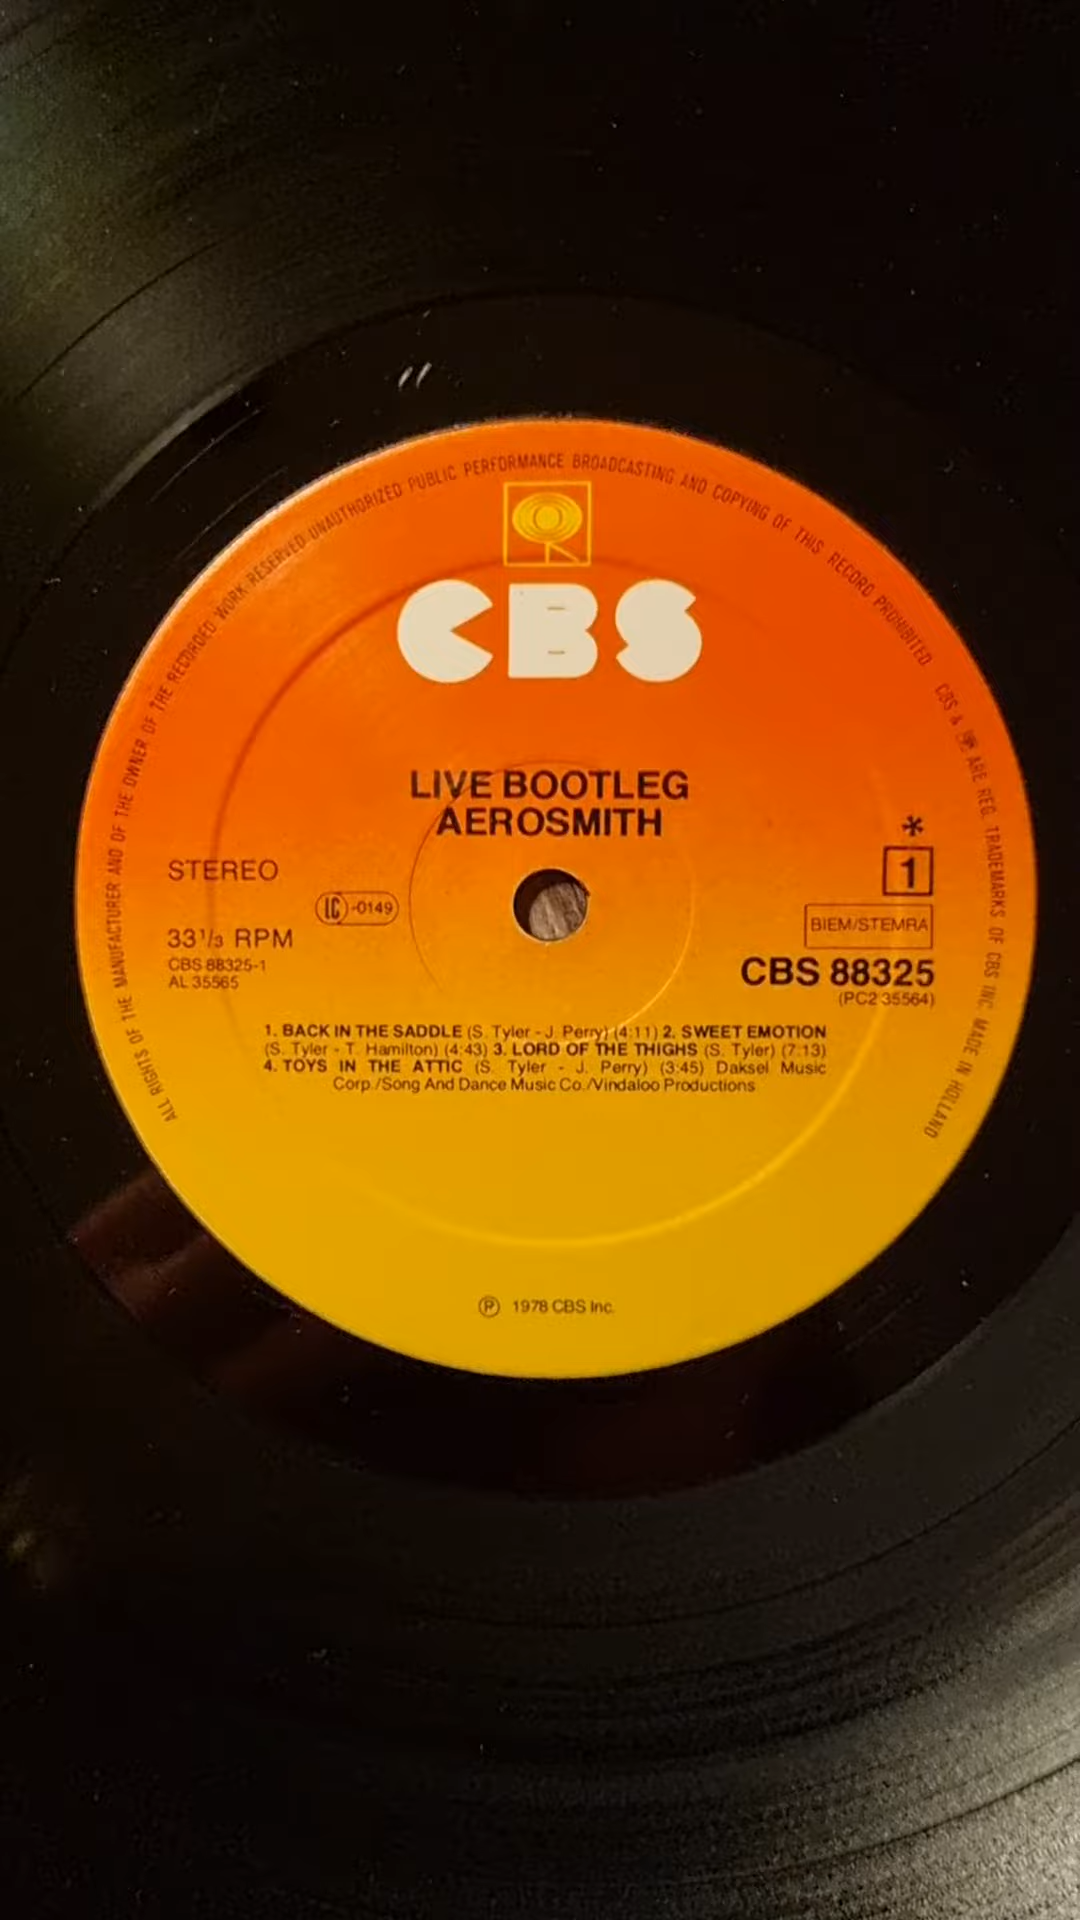 ALL RIGHTS OF THE MANUFACTURER AND OF THE OWNER OF THE RECORDED WORK RESERVED UNAUTHORIZED PUBLIC PERFORMANCE BROADCASTING AND COPYING OF THIS RECORD PROHIBITED CBS & ARE REG. TRADEMARKS OF CBS INC. MADE IN HOLLAND
CBS
LIVE BOOTLEG
AEROSMITH
STEREO
LC-0149
33 1/3 RPM
CBS 88325-1
AL 35565
*
1
BIEM/STEMRA
CBS 88325
(PC2 35564)
1. BACK IN THE SADDLE (S. Tyler - J. Perry) (4:11) 2. SWEET EMOTION
(S. Tyler - T. Hamilton) (4:43) 3. LORD OF THE THIGHS (S. Tyler) (7:13)
4. TOYS IN THE ATTIC (S. Tyler - J. Perry) (3:45) Daksel Music
Corp./Song And Dance Music Co./Vindaloo Productions
℗ 1978 CBS Inc.